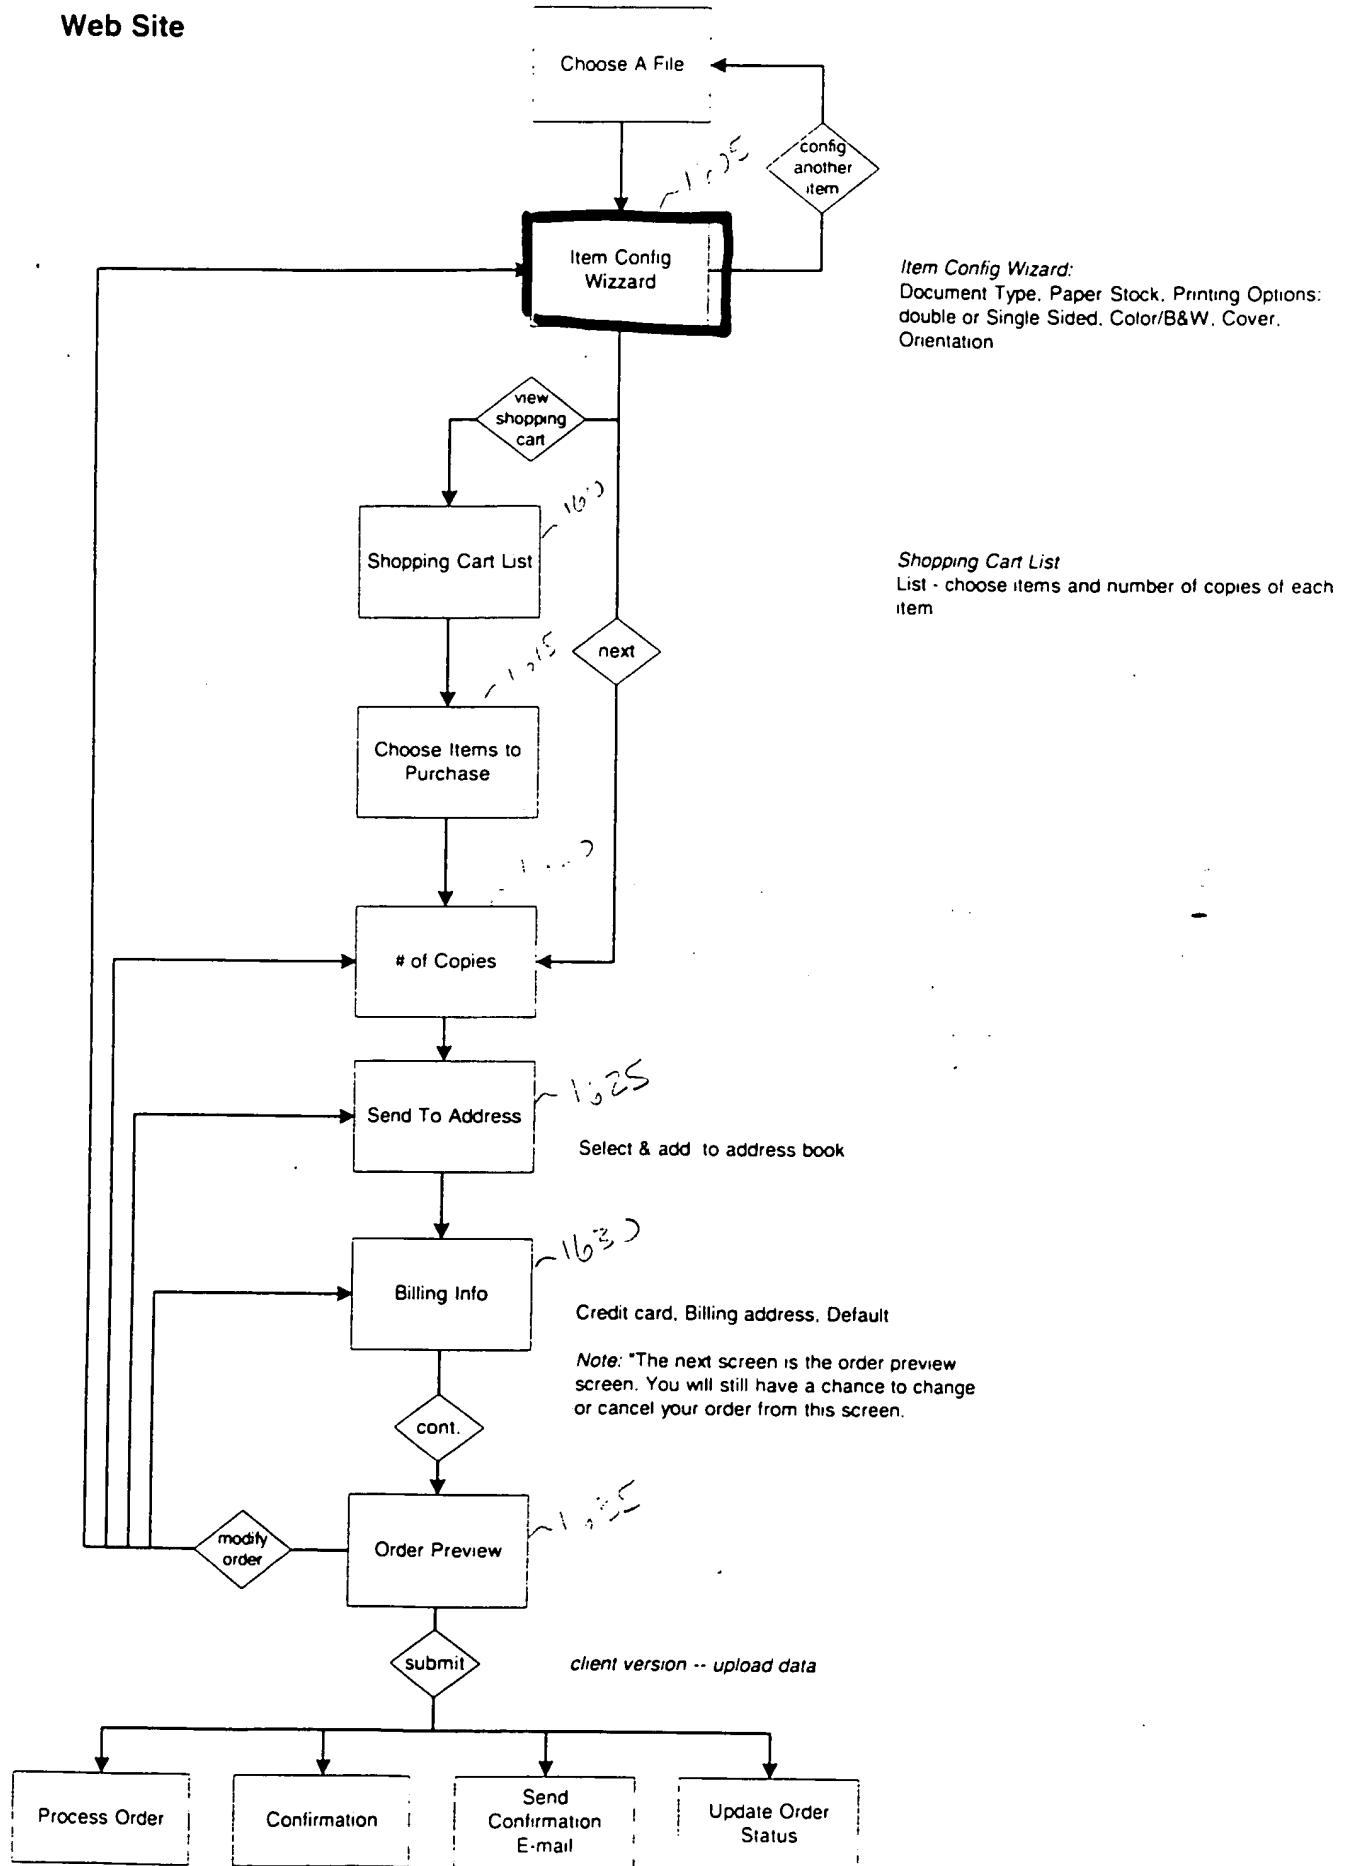 Web Site
Choose A File
config
another
item
Item Config
Wizzard
Item Config Wizard:
Document Type, Paper Stock, Printing Options:
double or Single Sided, Color/B&W, Cover,
Orientation
view
shopping
cart
Shopping Cart List
Shopping Cart List
List - choose items and number of copies of each
item
next
Choose Items to
Purchase
# of Copies
Send To Address
1625
Select & add to address book
1630
Billing Info
Credit card, Billing address, Default
Note: "The next screen is the order preview
screen. You will still have a chance to change
or cancel your order from this screen.
cont.
modify
order
Order Preview
submit
client version -- upload data
Process Order
Confirmation
Send
Confirmation
E-mail
Update Order
Status